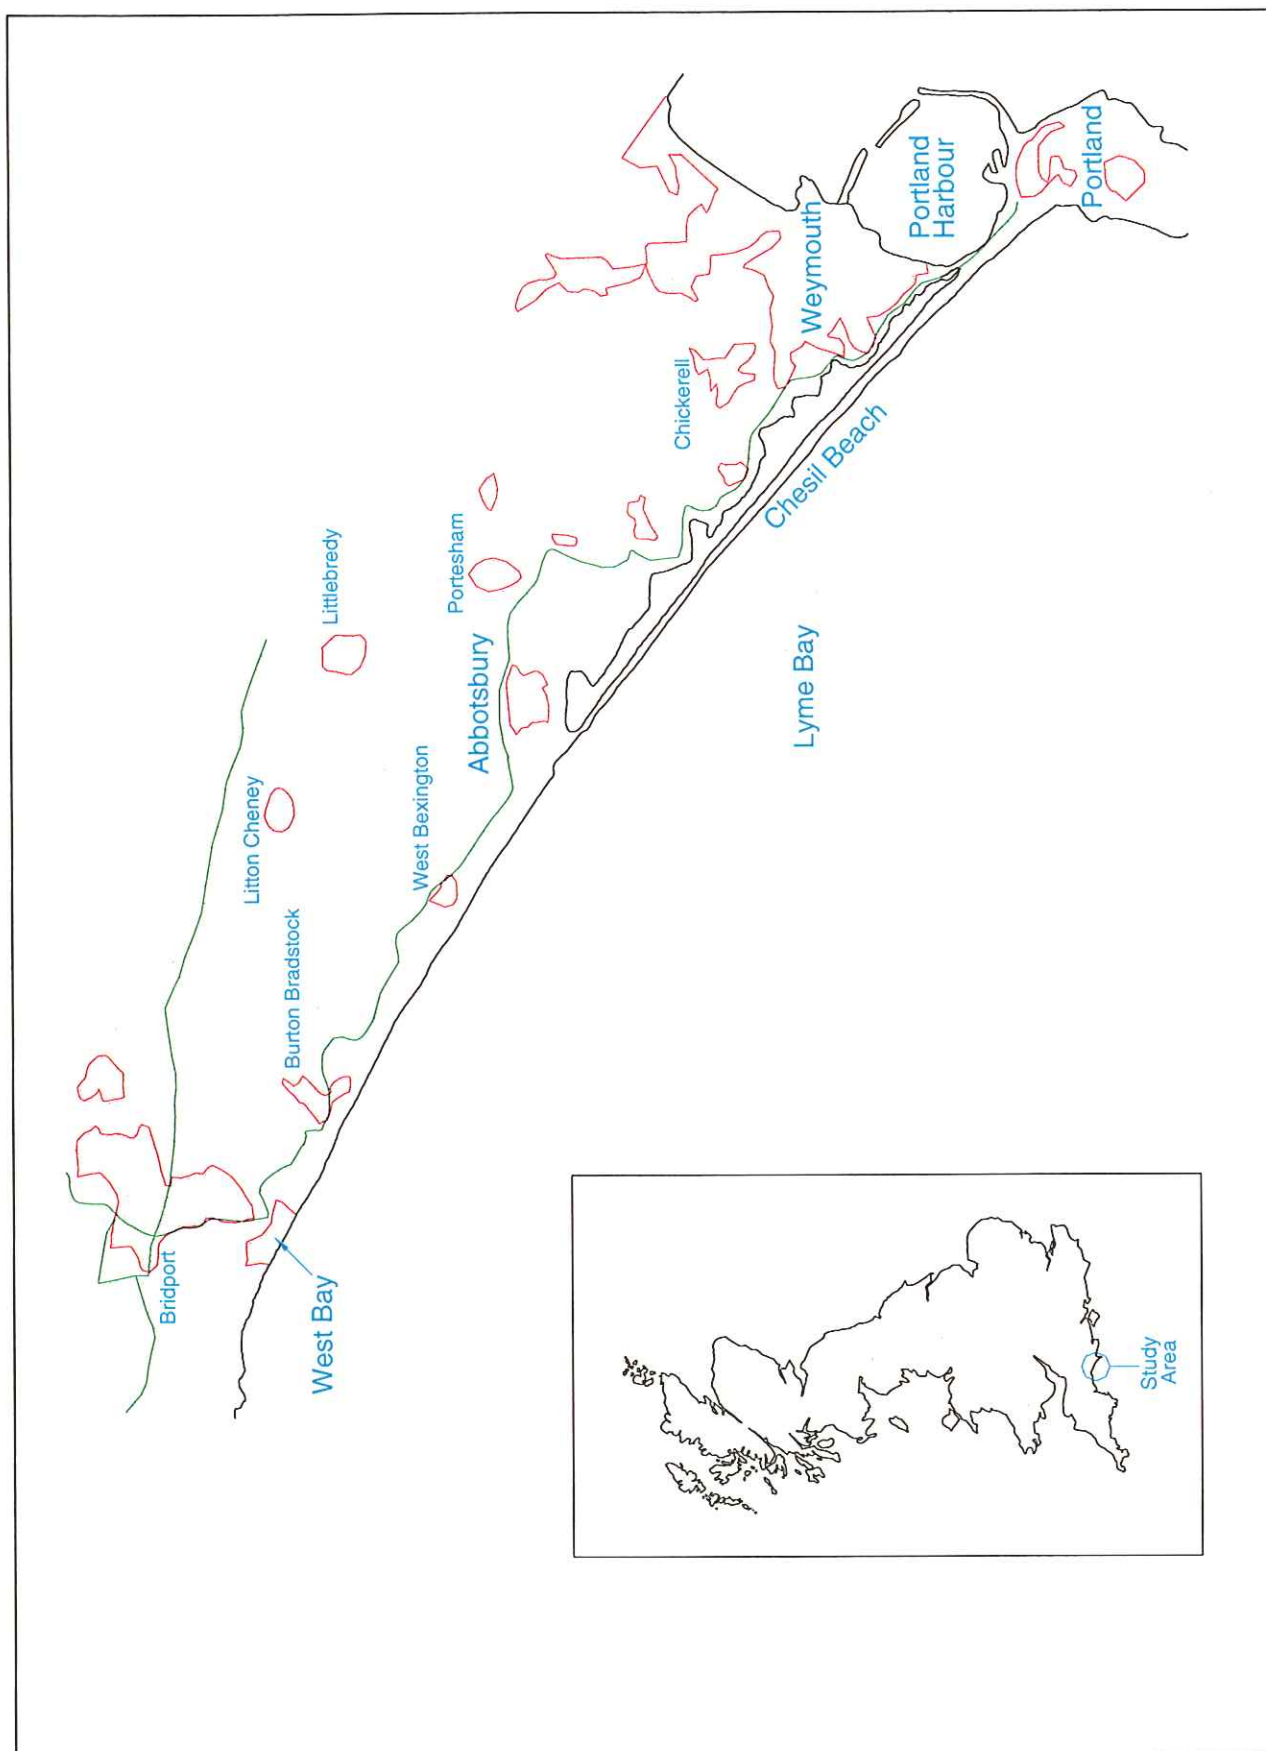 Portland
Harbour
Portland
Weymouth
Chickerell
Chesil Beach
Littlebredy
Portesham
Abbotsbury
Lyme Bay
Litton Cheney
West Bexington
Burton Bradstock
Bridport
West Bay
Study
Area